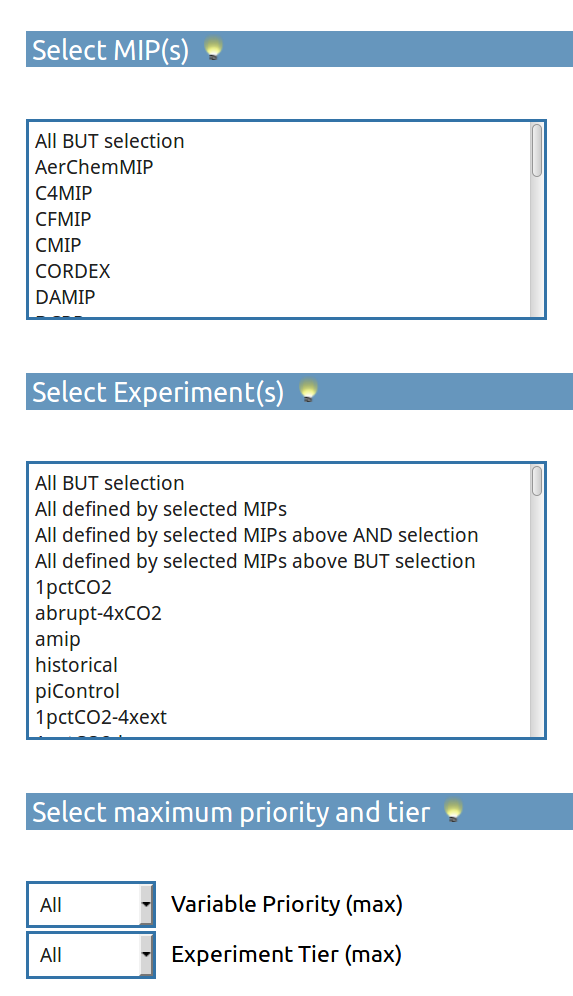 Select MIP(s)
All BUT selection
AerChemMIP
C4MIP
CFMIP
CMIP
CORDEX
DAMIP
Select Experiment(s)
All BUT selection
All defined by selected MIPs
All defined by selected MIPs above AND selection
All defined by selected MIPs above BUT selection
1pctCO2
abrupt-4xCO2
amip
historical
piControl
1pctCO2-4xext
Select maximum priority and tier
All Variable Priority (max)
All Experiment Tier (max)